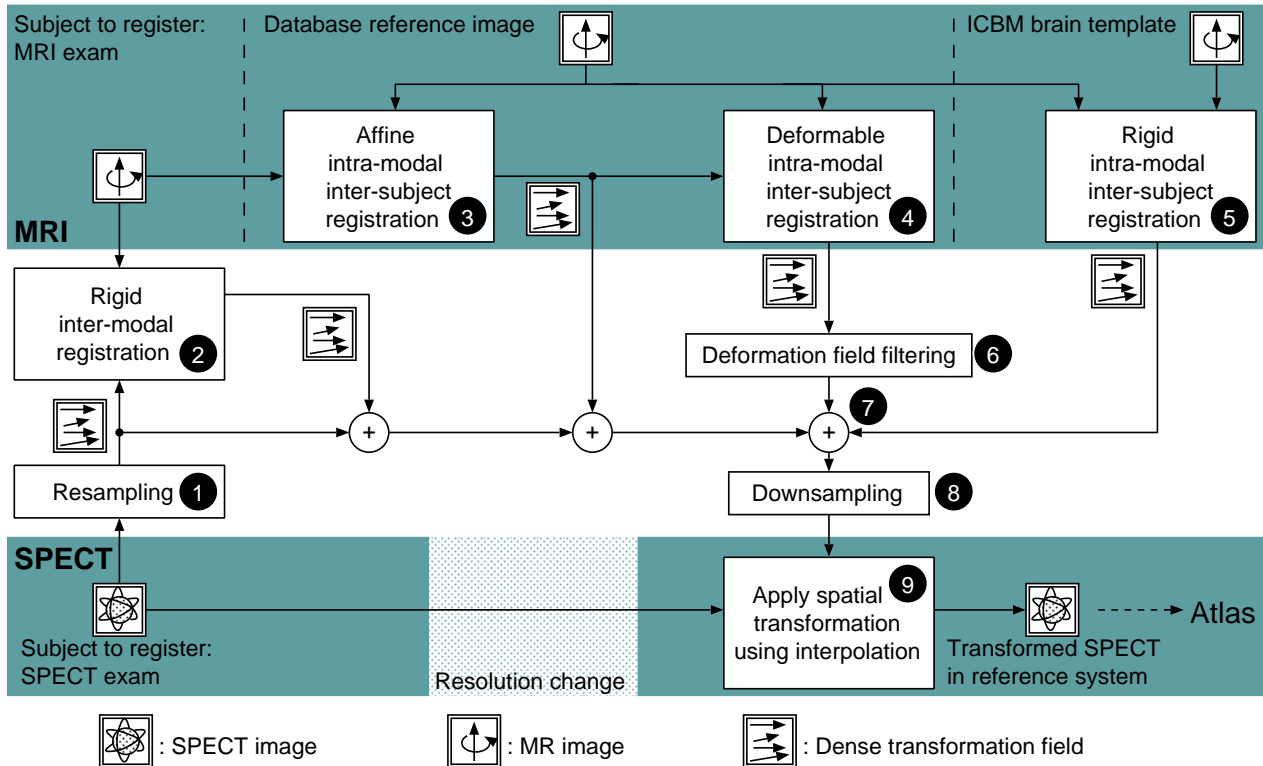 Subject to register:
MRI exam
Database reference image
ICBM brain template
Affine
intra-modal
inter-subject
registration
3
Deformable
intra-modal
inter-subject
registration
4
Rigid
intra-modal
inter-subject
registration
5
MRI
Rigid
inter-modal
registration
2
Deformation field filtering
6
7
+
+
+
Resampling
1
Downsampling
8
SPECT
Apply spatial
transformation
using interpolation
9
Atlas
Subject to register:
SPECT exam
Resolution change
Transformed SPECT
in reference system
: SPECT image
: MR image
: Dense transformation field